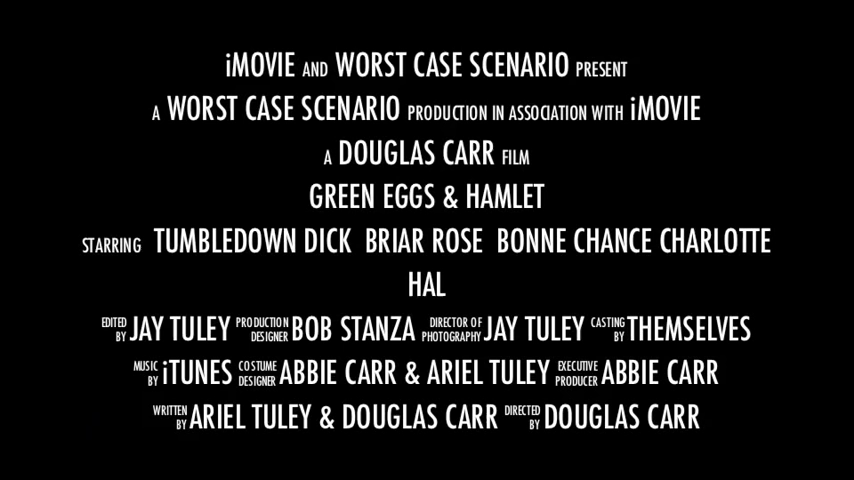 iMOVIE AND WORST CASE SCENARIO PRESENT
A WORST CASE SCENARIO PRODUCTION IN ASSOCIATION WITH iMOVIE
A DOUGLAS CARR FILM
GREEN EGGS & HAMLET
STARRING TUMBLEDOWN DICK BRIAR ROSE BONNE CHANCE CHARLOTTE
HAL
EDITED BY JAY TULEY PRODUCTION DESIGNER BOB STANZA DIRECTOR OF PHOTOGRAPHY JAY TULEY CASTING BY THEMSELVES
MUSIC BY iTUNES COSTUME DESIGNER ABBIE CARR & ARIEL TULEY EXECUTIVE PRODUCER ABBIE CARR
WRITTEN BY ARIEL TULEY & DOUGLAS CARR DIRECTED BY DOUGLAS CARR